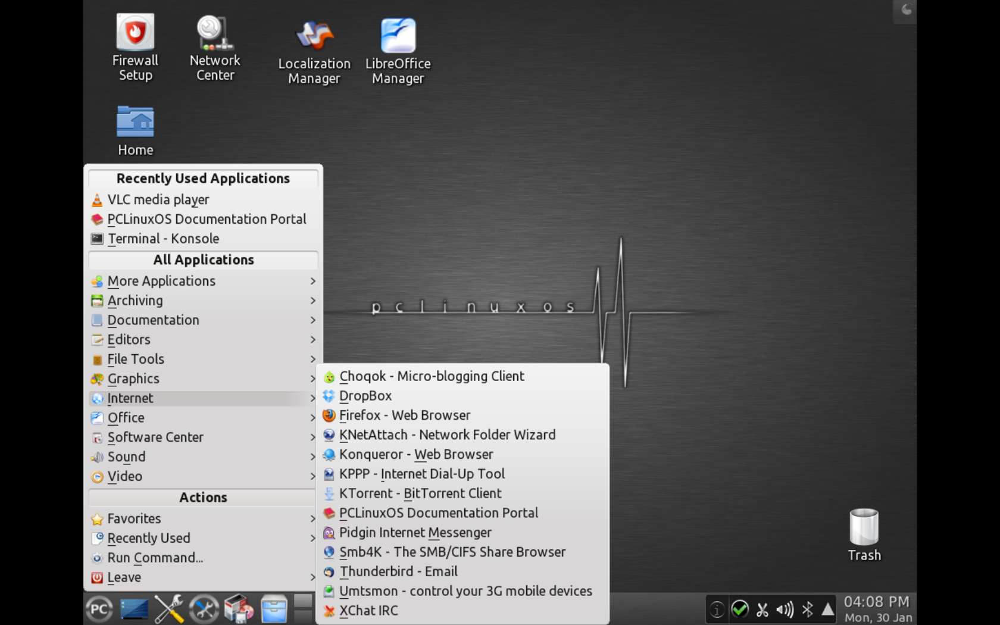 Firewall
Setup
Network
Center
Localization
Manager
LibreOffice
Manager
Home
Recently Used Applications
VLC media player
PCLinuxOS Documentation Portal
Terminal - Konsole
All Applications
More Applications
Archiving
Documentation
Editors
File Tools
Graphics
Internet
Office
Software Center
Sound
Video
Actions
Favorites
Recently Used
Run Command...
Leave
pclinuxos
Choqok - Micro-blogging Client
DropBox
Firefox - Web Browser
KNetAttach - Network Folder Wizard
Konqueror - Web Browser
KPPP - Internet Dial-Up Tool
KTorrent - BitTorrent Client
PCLinuxOS Documentation Portal
Pidgin Internet Messenger
Smb4K - The SMB/CIFS Share Browser
Thunderbird - Email
Umtsmon - control your 3G mobile devices
XChat IRC
Trash
PC
04:08 PM
Mon, 30 Jan